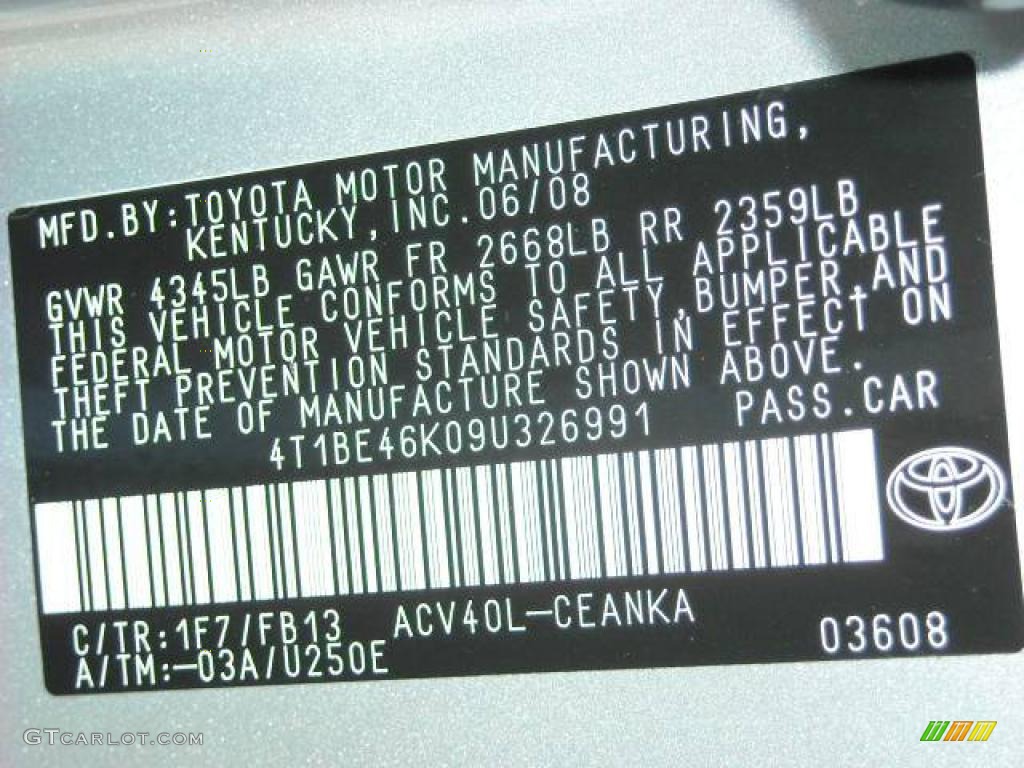 MFD.BY:TOYOTA MOTOR MANUFACTURING,
KENTUCKY,INC.06/08
GVWR 4345LB GAWR FR 2668LB RR 2359LB
THIS VEHICLE CONFORMS TO ALL APPLICABLE
FEDERAL MOTOR VEHICLE SAFETY,BUMPER,AND
THEFT PREVENTION STANDARDS IN EFFECT ON
THE DATE OF MANUFACTURE SHOWN ABOVE.
4T1BE46K09U326991 PASS.CAR
C/TR:1F7/FB13 ACV40L-CEANKA
A/TM:-03A/U250E 03608
GTCARLOT.COM